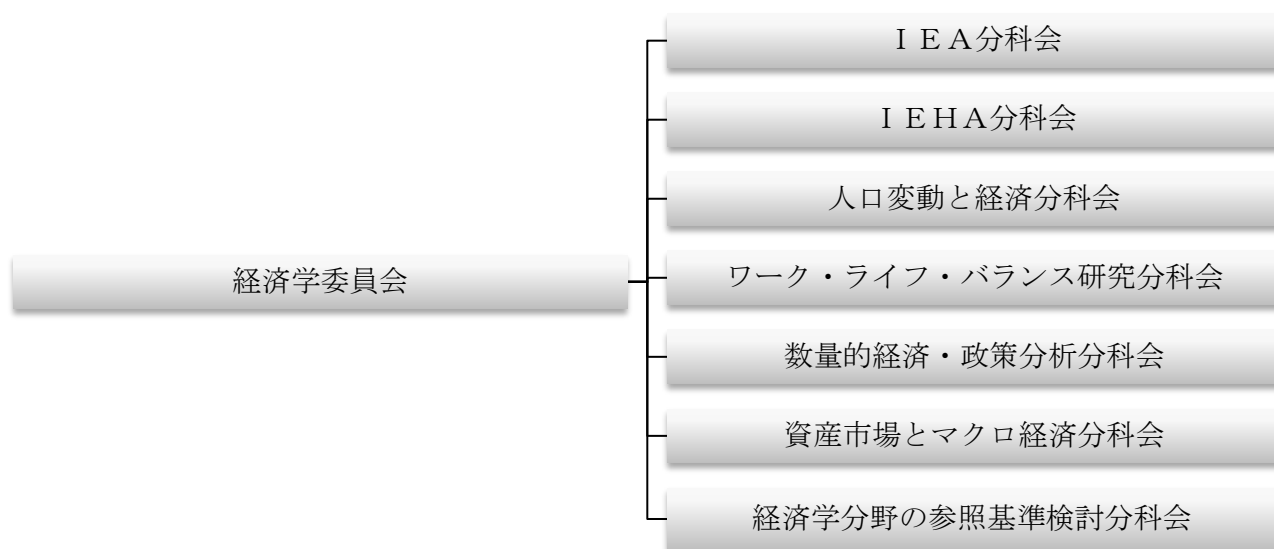 ＩＥＡ分科会
ＩＥＨＡ分科会
人口変動と経済分科会
経済学委員会
ワーク・ライフ・バランス研究分科会
数量的経済・政策分析分科会
資産市場とマクロ経済分科会
経済学分野の参照基準検討分科会